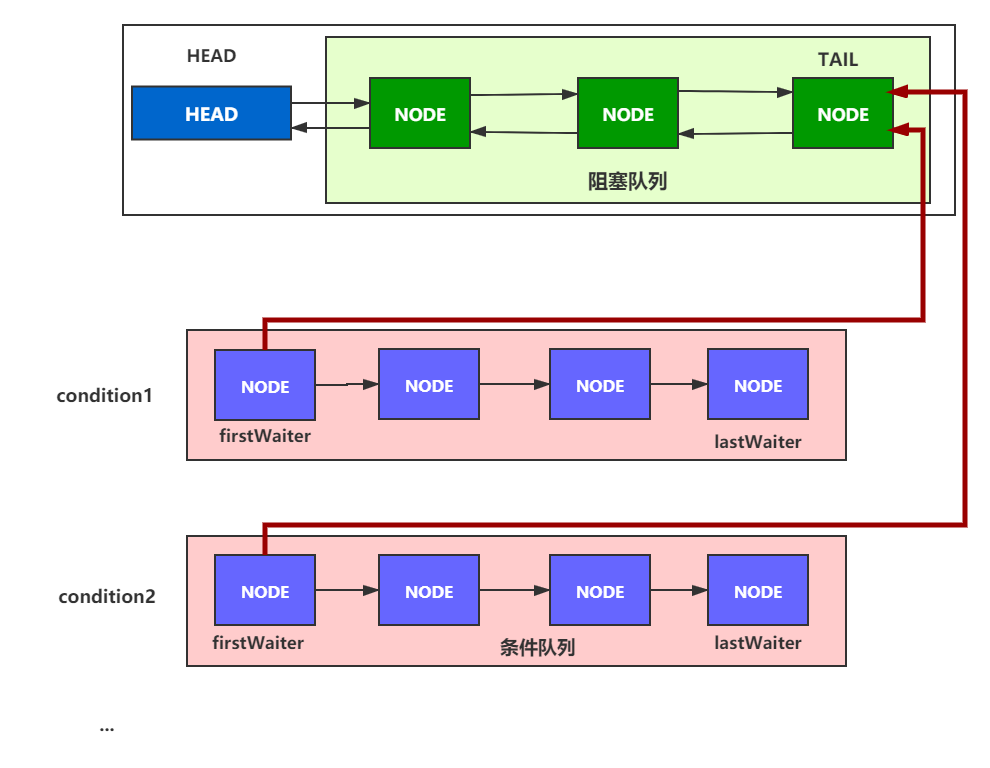 HEAD
TAIL
HEAD
NODE
NODE
NODE
阻塞队列
condition1
NODE
NODE
NODE
NODE
firstWaiter
lastWaiter
condition2
NODE
NODE
NODE
NODE
firstWaiter
条件队列
lastWaiter
...